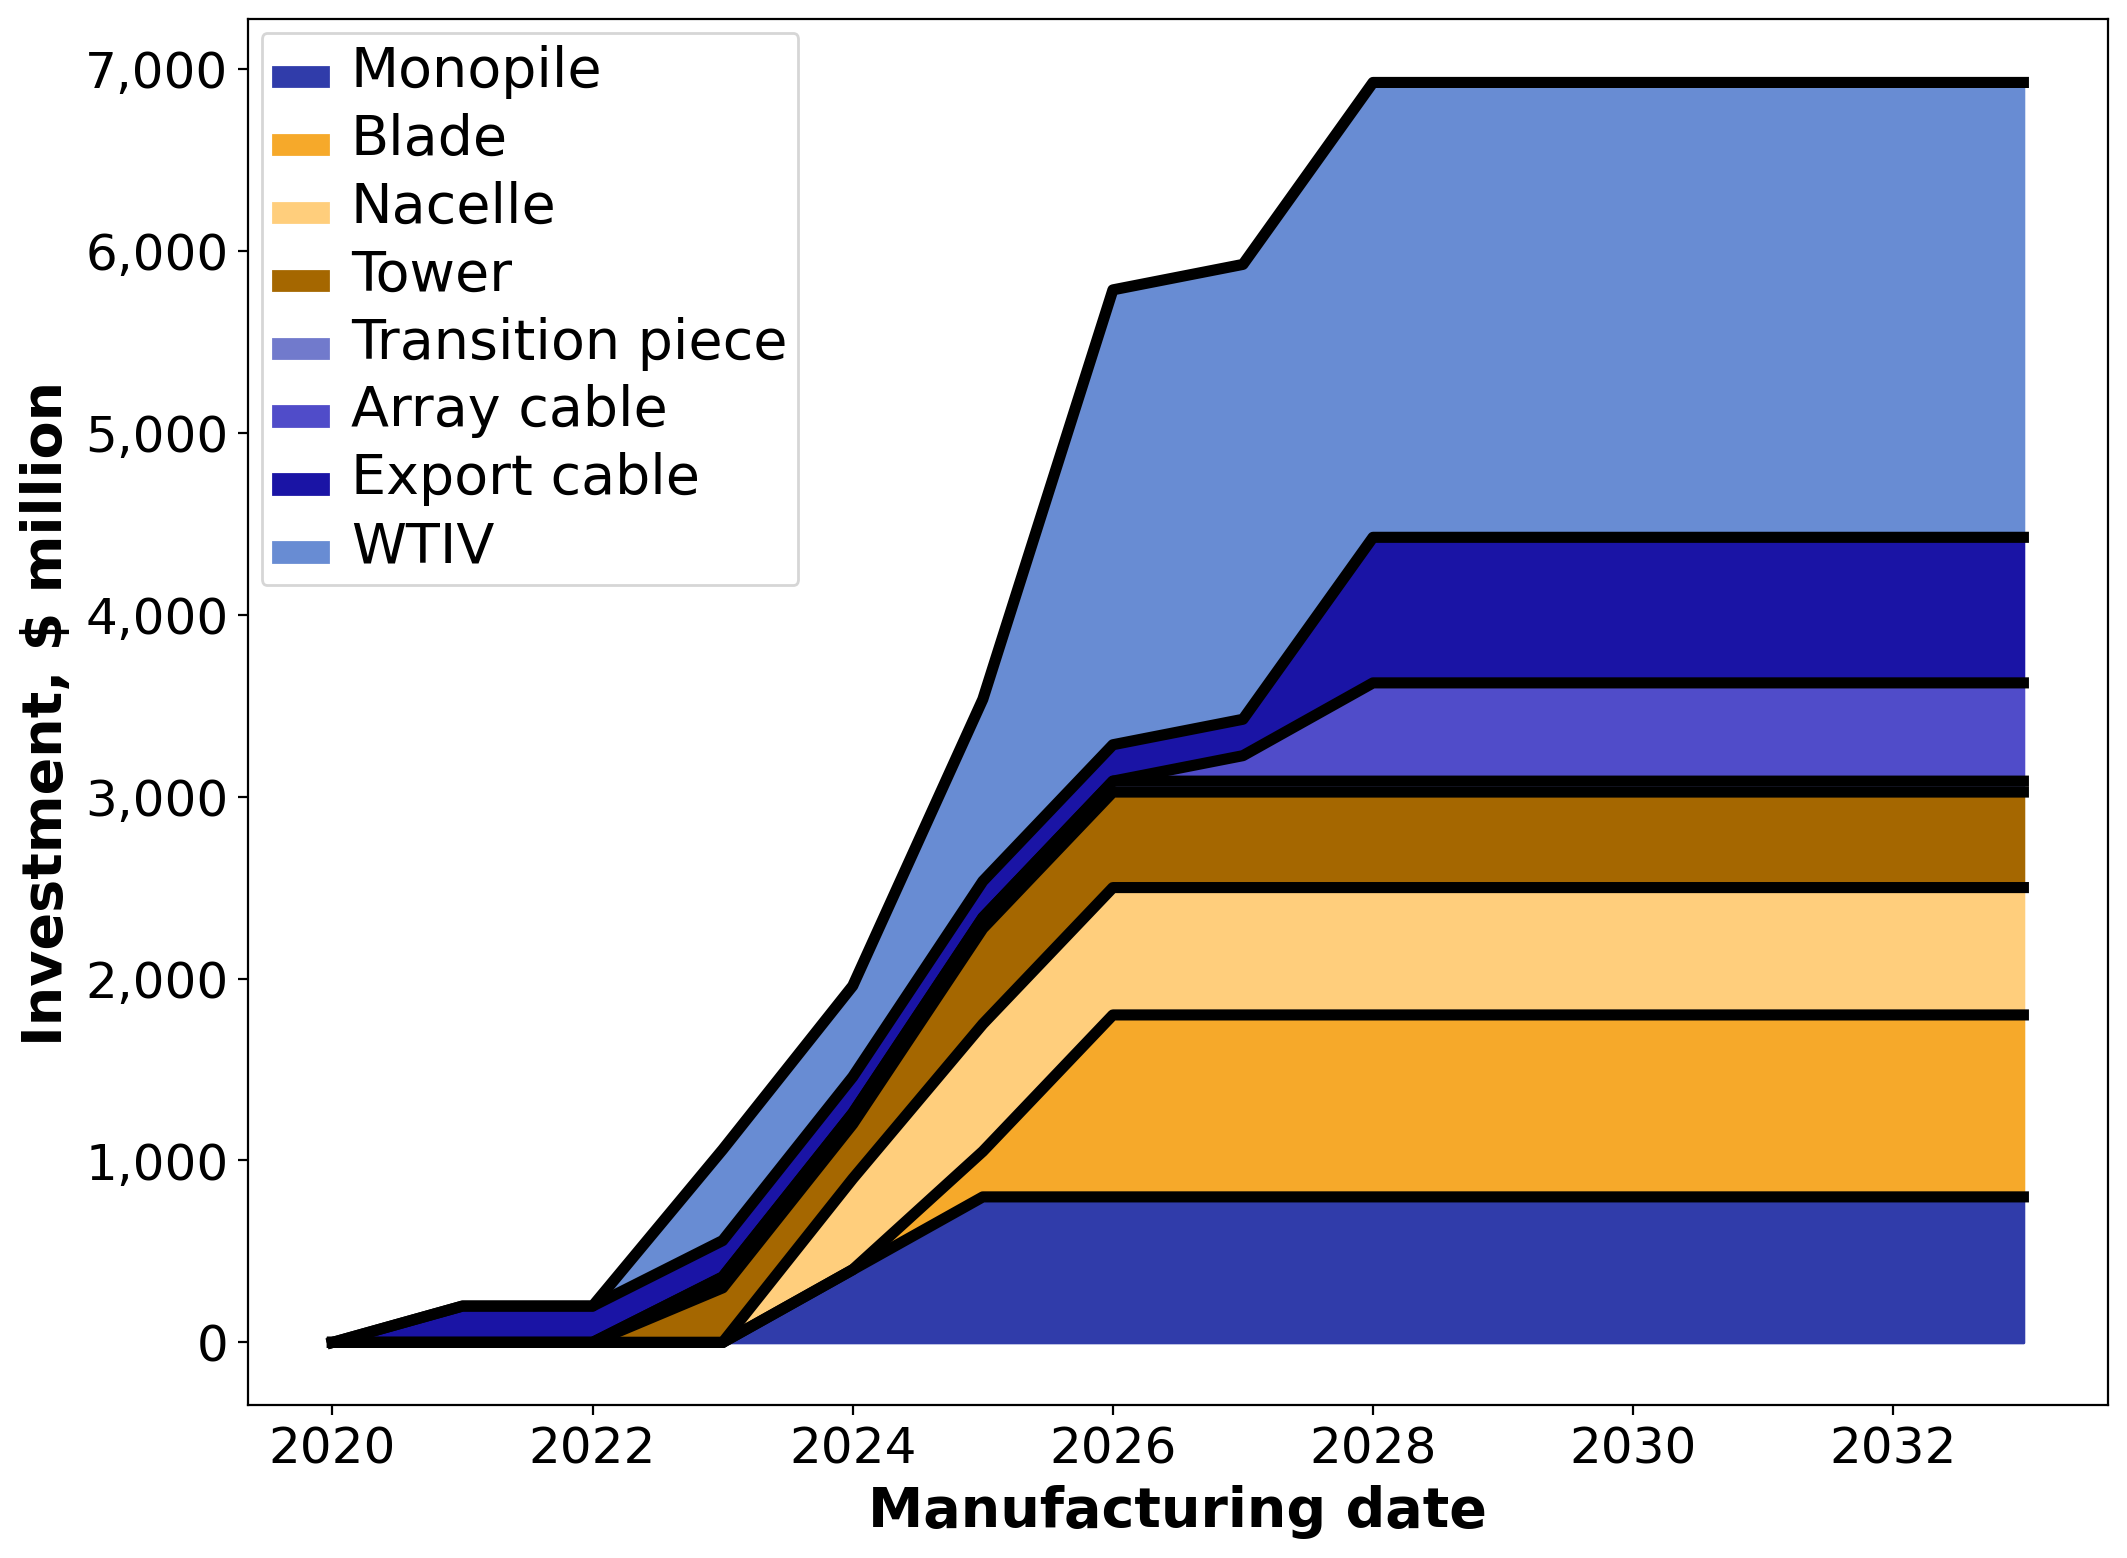 7,000
6,000
5,000
4,000
3,000
2,000
1,000
0
Investment, $ million
Monopile
Blade
Nacelle
Tower
Transition piece
Array cable
Export cable
WTIV
2020 2022 2024 2026 2028 2030 2032
Manufacturing date